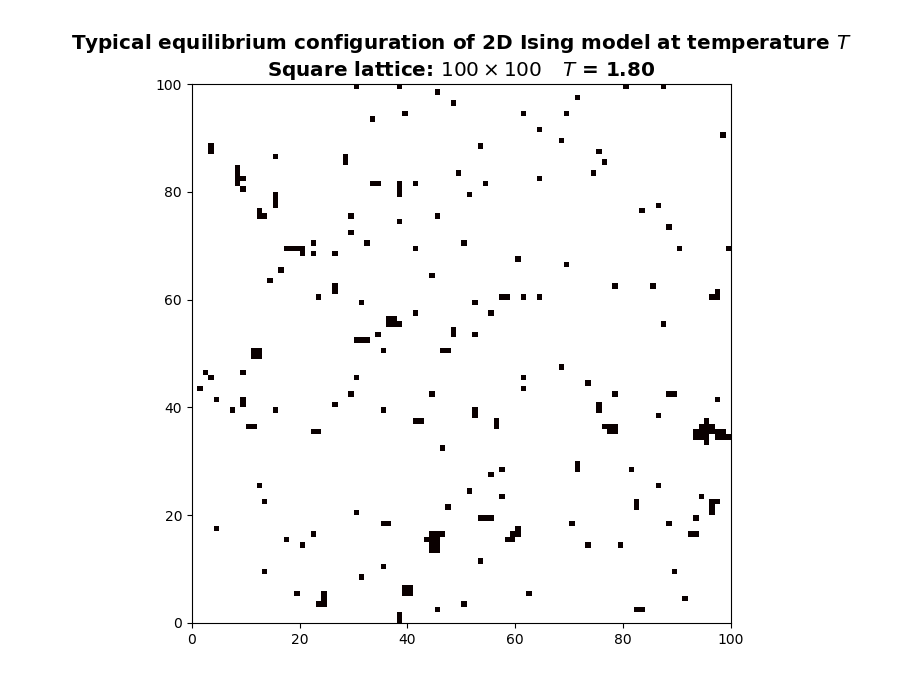 Typical equilibrium configuration of 2D Ising model at temperature T
Square lattice: 100 × 100 T = 1.80
100
80
60
40
20
0
0 20 40 60 80 100